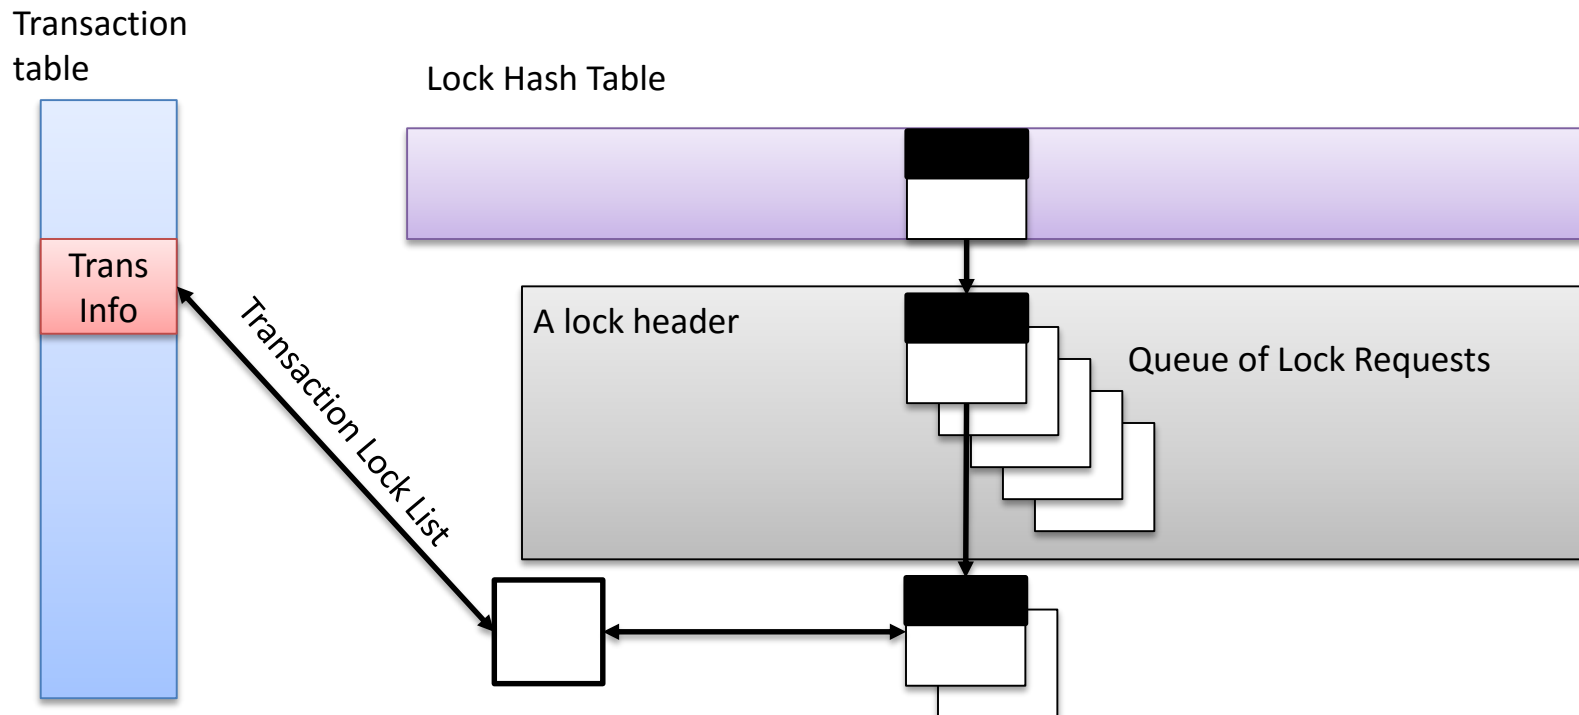 Transaction
table
Lock Hash Table
Trans
Info
Transaction Lock List
A lock header
Queue of Lock Requests